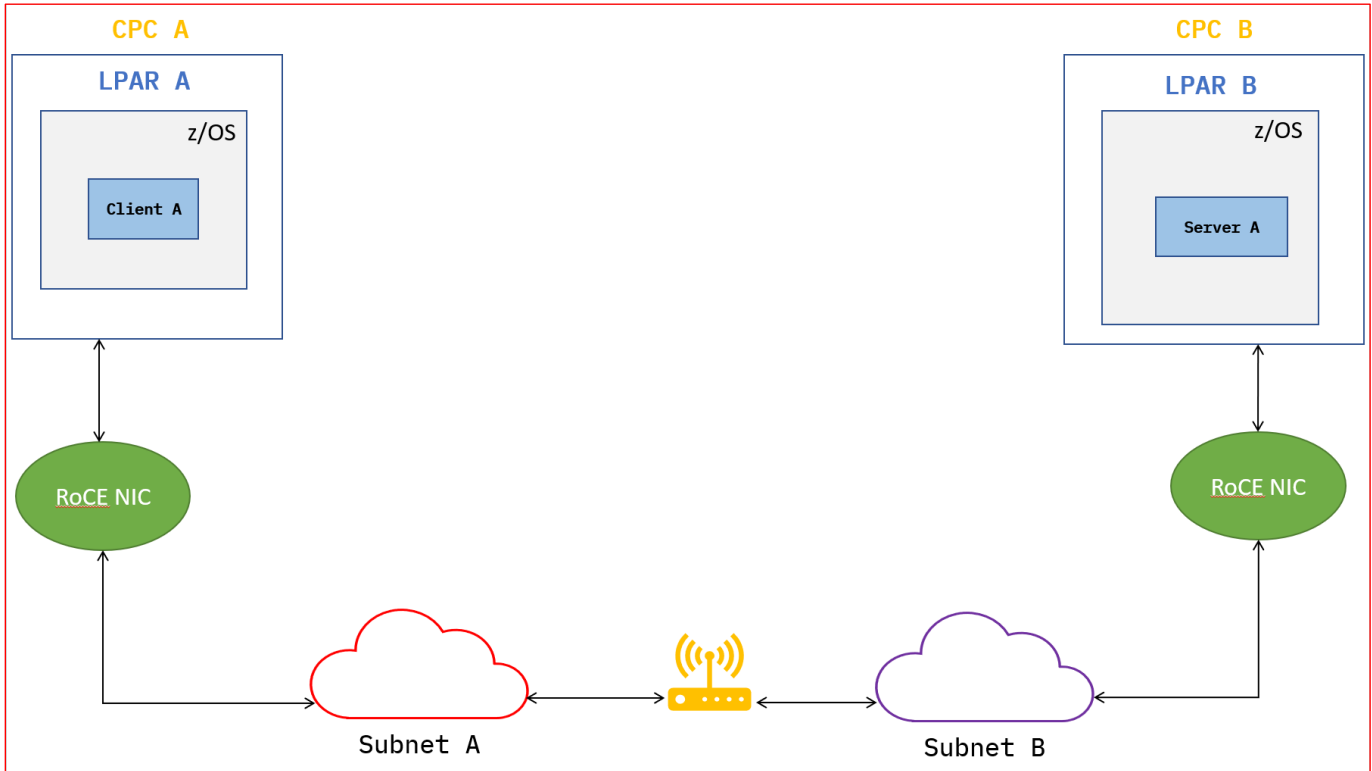 CPC A
CPC B
LPAR A
LPAR B
z/OS
z/OS
Client A
Server A
RoCE NIC
RoCE NIC
Subnet A
Subnet B